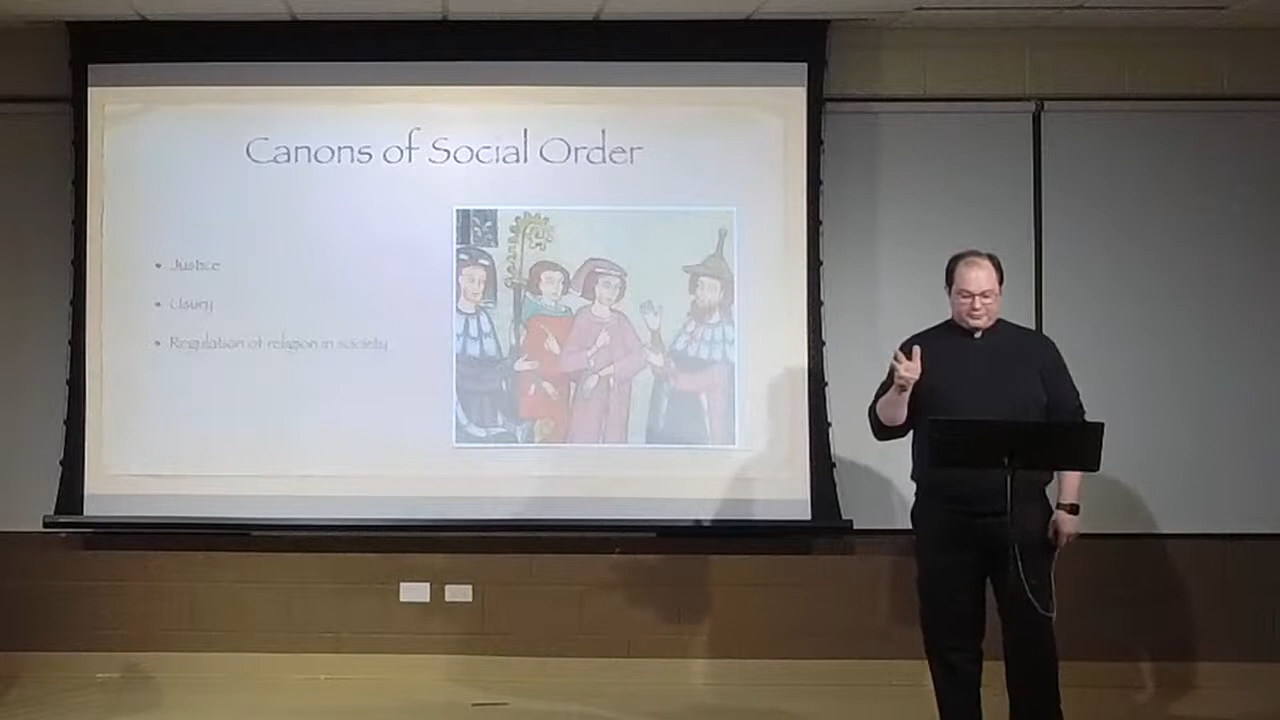 Canons of Social Order
• Justice
• Usury
• Regulation of religion in society